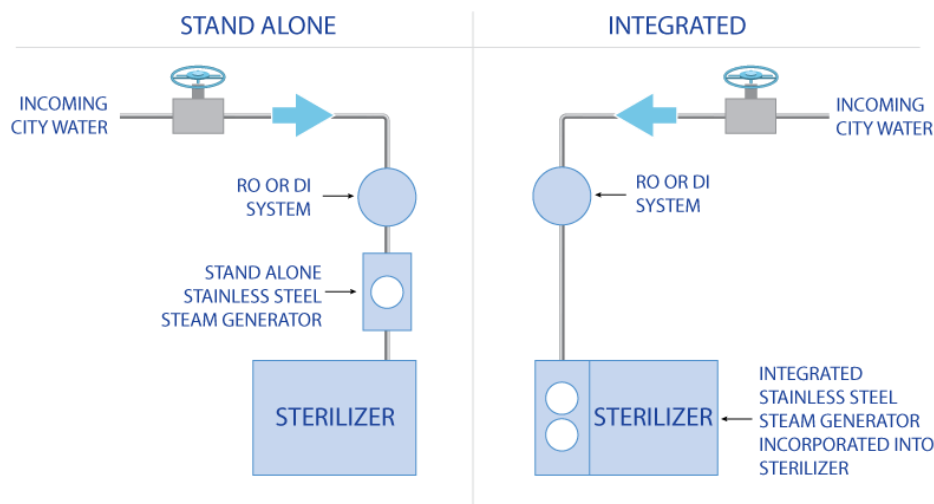 STAND ALONE
INCOMING
CITY WATER
RO OR DI
SYSTEM
STAND ALONE
STAINLESS STEEL
STEAM GENERATOR
STERILIZER
INTEGRATED
INCOMING
CITY WATER
RO OR DI
SYSTEM
STERILIZER
INTEGRATED
STAINLESS STEEL
STEAM GENERATOR
INCORPORATED INTO
STERILIZER